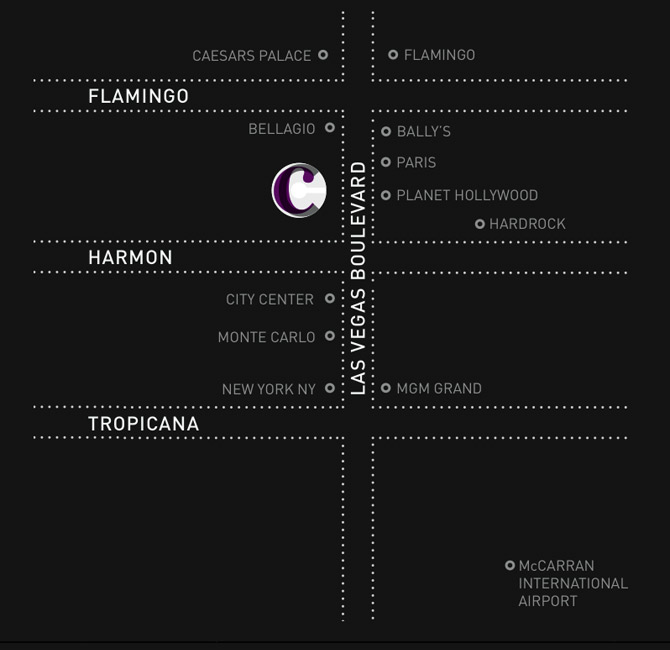 CAESARS PALACE
FLAMINGO
FLAMINGO
BELLAGIO
BALLY'S
PARIS
C
PLANET HOLLYWOOD
HARDROCK
LAS VEGAS BOULEVARD
HARMON
CITY CENTER
MONTE CARLO
NEW YORK NY
MGM GRAND
TROPICANA
McCARRAN
INTERNATIONAL
AIRPORT